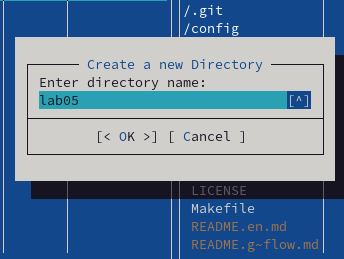 /.git
/config
Create a new Directory
Enter directory name:
lab05 [^]
[< OK >] [ Cancel ]
LICENSE
Makefile
README.en.md
README.g~flow.md